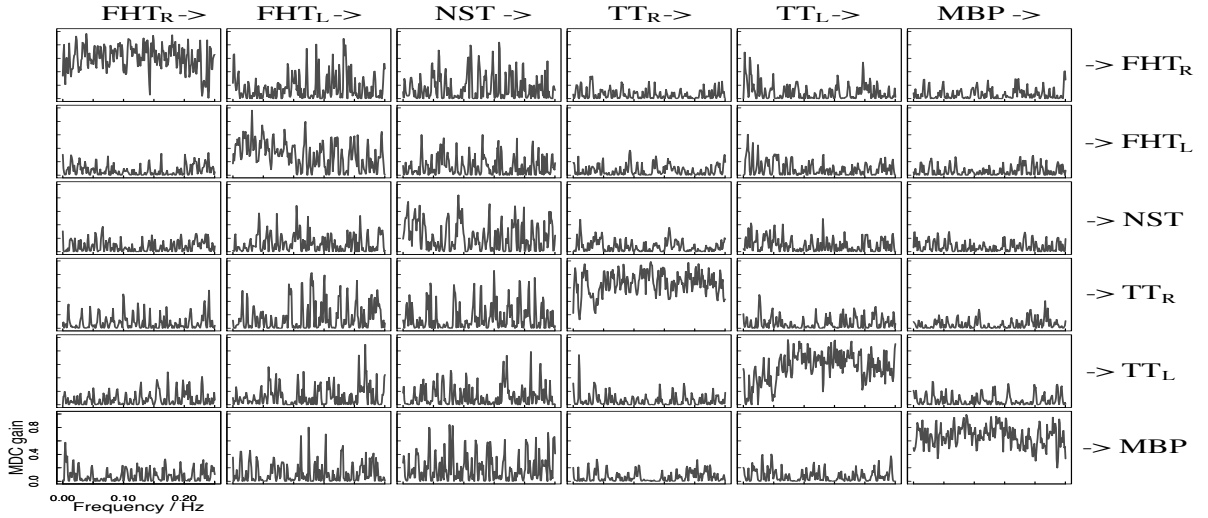 FHT_R -> FHT_L -> NST -> TT_R -> TT_L -> MBP ->
-> FHT_R
-> FHT_L
-> NST
-> TT_R
-> TT_L
-> MBP
MDC gain
0.0 0.4 0.8
0.00 0.10 0.20
Frequency / Hz